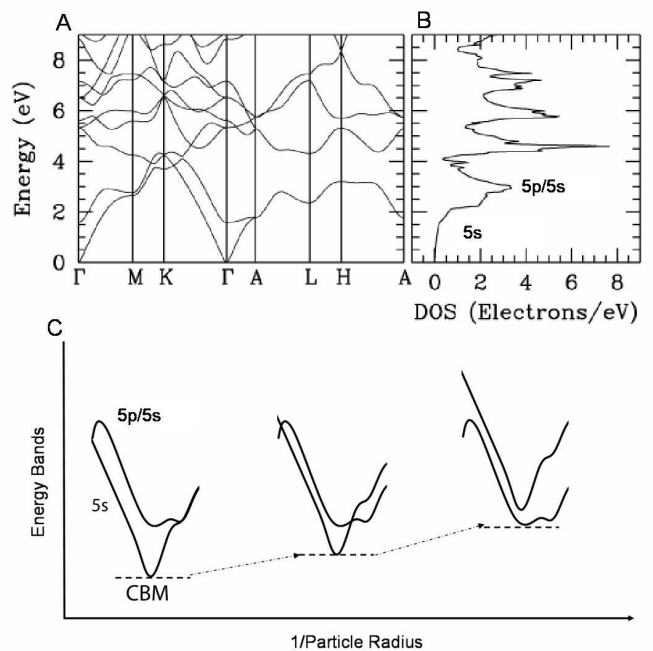 A
B
8
6
4
2
0
Energy (eV)
Γ M K Γ A L H A
5p/5s
5s
0 2 4 6 8
DOS (Electrons/eV)
C
5p/5s
5s
CBM
Energy Bands
1/Particle Radius